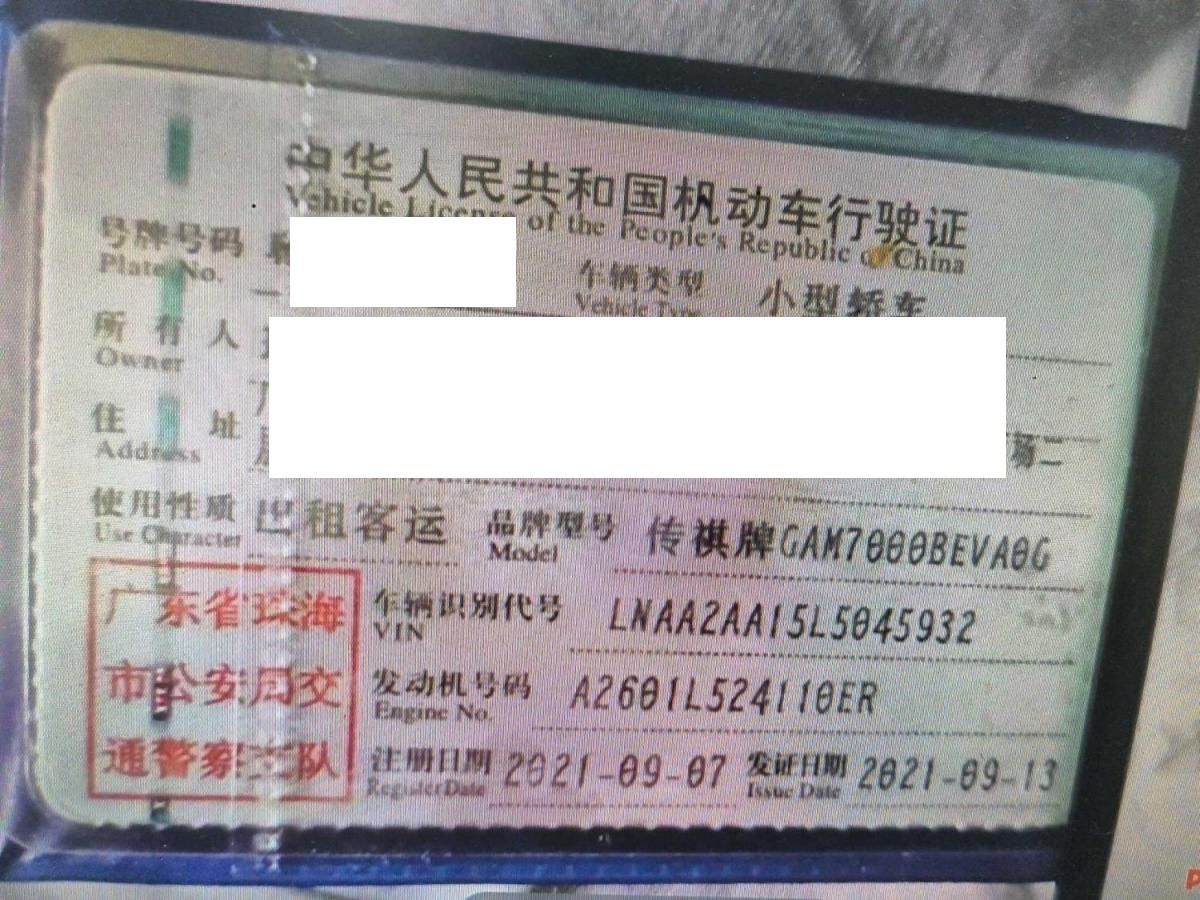 中华人民共和国机动车行驶证
Vehicle License of the People's Republic of China
号牌号码 车辆类型 小型轿车
Plate No. Vehicle Type
所有人
Owner
住址 场二
Address
使用性质 出租客运 品牌型号 传祺牌GAM7000BEVA0G
Use Character Model
广东省珠海 车辆识别代号 LNAA2AA15L5045932
VIN
市公安局交 发动机号码 A2601L524110ER
Engine No.
通警察支队 注册日期 2021-09-07 发证日期 2021-09-13
Register Date Issue Date